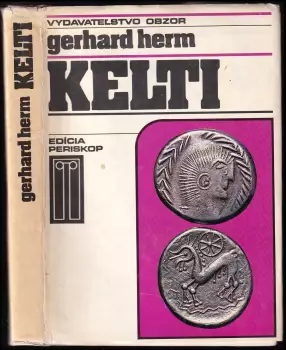 VYDAVATEĽSTVO OBZOR
gerhard herm
KELTI
EDÍCIA
PERISKOP
gerhard herm KELTI